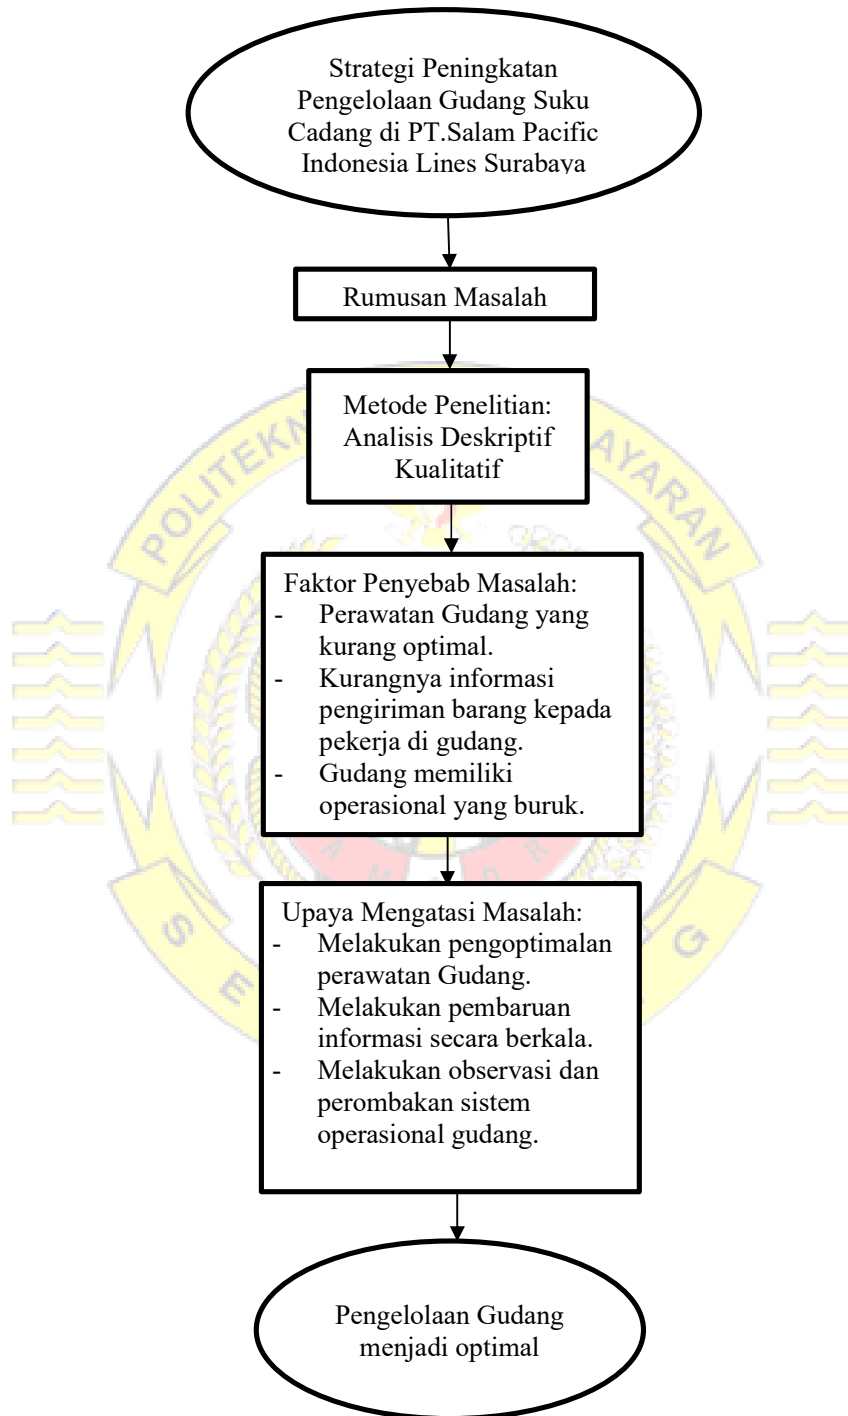 Strategi Peningkatan
Pengelolaan Gudang Suku
Cadang di PT.Salam Pacific
Indonesia Lines Surabaya
Rumusan Masalah
Metode Penelitian:
Analisis Deskriptif
Kualitatif
POLITEKN
AYARAN
Faktor Penyebab Masalah:
- Perawatan Gudang yang
kurang optimal.
- Kurangnya informasi
pengiriman barang kepada
pekerja di gudang.
- Gudang memiliki
operasional yang buruk.
Upaya Mengatasi Masalah:
- Melakukan pengoptimalan
perawatan Gudang.
- Melakukan pembaruan
informasi secara berkala.
- Melakukan observasi dan
perombakan sistem
operasional gudang.
S E
G
Pengelolaan Gudang
menjadi optimal